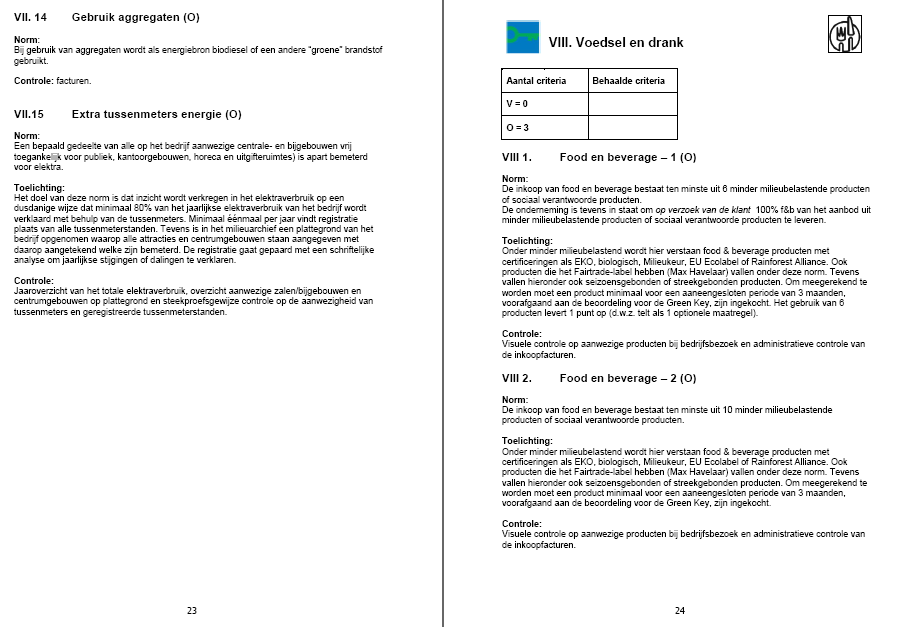 VII. 14 Gebruik aggregaten (O)
Norm:
Bij gebruik van aggregaten wordt als energiebron biodiesel of een andere "groene" brandstof
gebruikt.
Controle: facturen.
VII.15 Extra tussenmeters energie (O)
Norm:
Een bepaald gedeelte van alle op het bedrijf aanwezige centrale- en bijgebouwen vrij
toegankelijk voor publiek, kantoorgebouwen, horeca en uitgifteruimtes) is apart bemeterd
voor elektra.
Toelichting:
Het doel van deze norm is dat inzicht wordt verkregen in het elektraverbruik op een
dusdanige wijze dat minimaal 80% van het jaarlijkse elektraverbruik van het bedrijf wordt
verklaard met behulp van de tussenmeters. Minimaal éénmaal per jaar vindt registratie
plaats van alle tussenmeterstanden. Tevens is in het milieuarchief een plattegrond van het
bedrijf opgenomen waarop alle attracties en centrumgebouwen staan aangegeven met
daarop aangetekend welke zijn bemeterd. De registratie gaat gepaard met een schriftelijke
analyse om jaarlijkse stijgingen of dalingen te verklaren.
Controle:
Jaaroverzicht van het totale elektraverbruik, overzicht aanwezige zalen/bijgebouwen en
centrumgebouwen op plattegrond en steekproefsgewijze controle op de aanwezigheid van
tussenmeters en geregistreerde tussenmeterstanden.
23
VIII. Voedsel en drank
Aantal criteria Behaalde criteria
V = 0
O = 3
VIII 1. Food en beverage – 1 (O)
Norm:
De inkoop van food en beverage bestaat ten minste uit 6 minder milieubelastende producten
of sociaal verantwoorde producten.
De onderneming is tevens in staat om op verzoek van de klant 100% f&b van het aanbod uit
minder milieubelastende producten of sociaal verantwoorde producten te leveren.
Toelichting:
Onder minder milieubelastend wordt hier verstaan food & beverage producten met
certificeringen als EKO, biologisch, Milieukeur, EU Ecolabel of Rainforest Alliance. Ook
producten die het Fairtrade-label hebben (Max Havelaar) vallen onder deze norm. Tevens
vallen hieronder ook seizoensgebonden of streekgebonden producten. Om meegerekend te
worden moet een product minimaal voor een aaneengesloten periode van 3 maanden,
voorafgaand aan de beoordeling voor de Green Key, zijn ingekocht. Het gebruik van 6
producten levert 1 punt op (d.w.z. telt als 1 optionele maatregel).
Controle:
Visuele controle op aanwezige producten bij bedrijfsbezoek en administratieve controle van
de inkoopfacturen.
VIII 2. Food en beverage – 2 (O)
Norm:
De inkoop van food en beverage bestaat ten minste uit 10 minder milieubelastende
producten of sociaal verantwoorde producten.
Toelichting:
Onder minder milieubelastend wordt hier verstaan food & beverage producten met
certificeringen als EKO, biologisch, Milieukeur, EU Ecolabel of Rainforest Alliance. Ook
producten die het Fairtrade-label hebben (Max Havelaar) vallen onder deze norm. Tevens
vallen hieronder ook seizoensgebonden of streekgebonden producten. Om meegerekend te
worden moet een product minimaal voor een aaneengesloten periode van 3 maanden,
voorafgaand aan de beoordeling voor de Green Key, zijn ingekocht.
Controle:
Visuele controle op aanwezige producten bij bedrijfsbezoek en administratieve controle van
de inkoopfacturen.
24